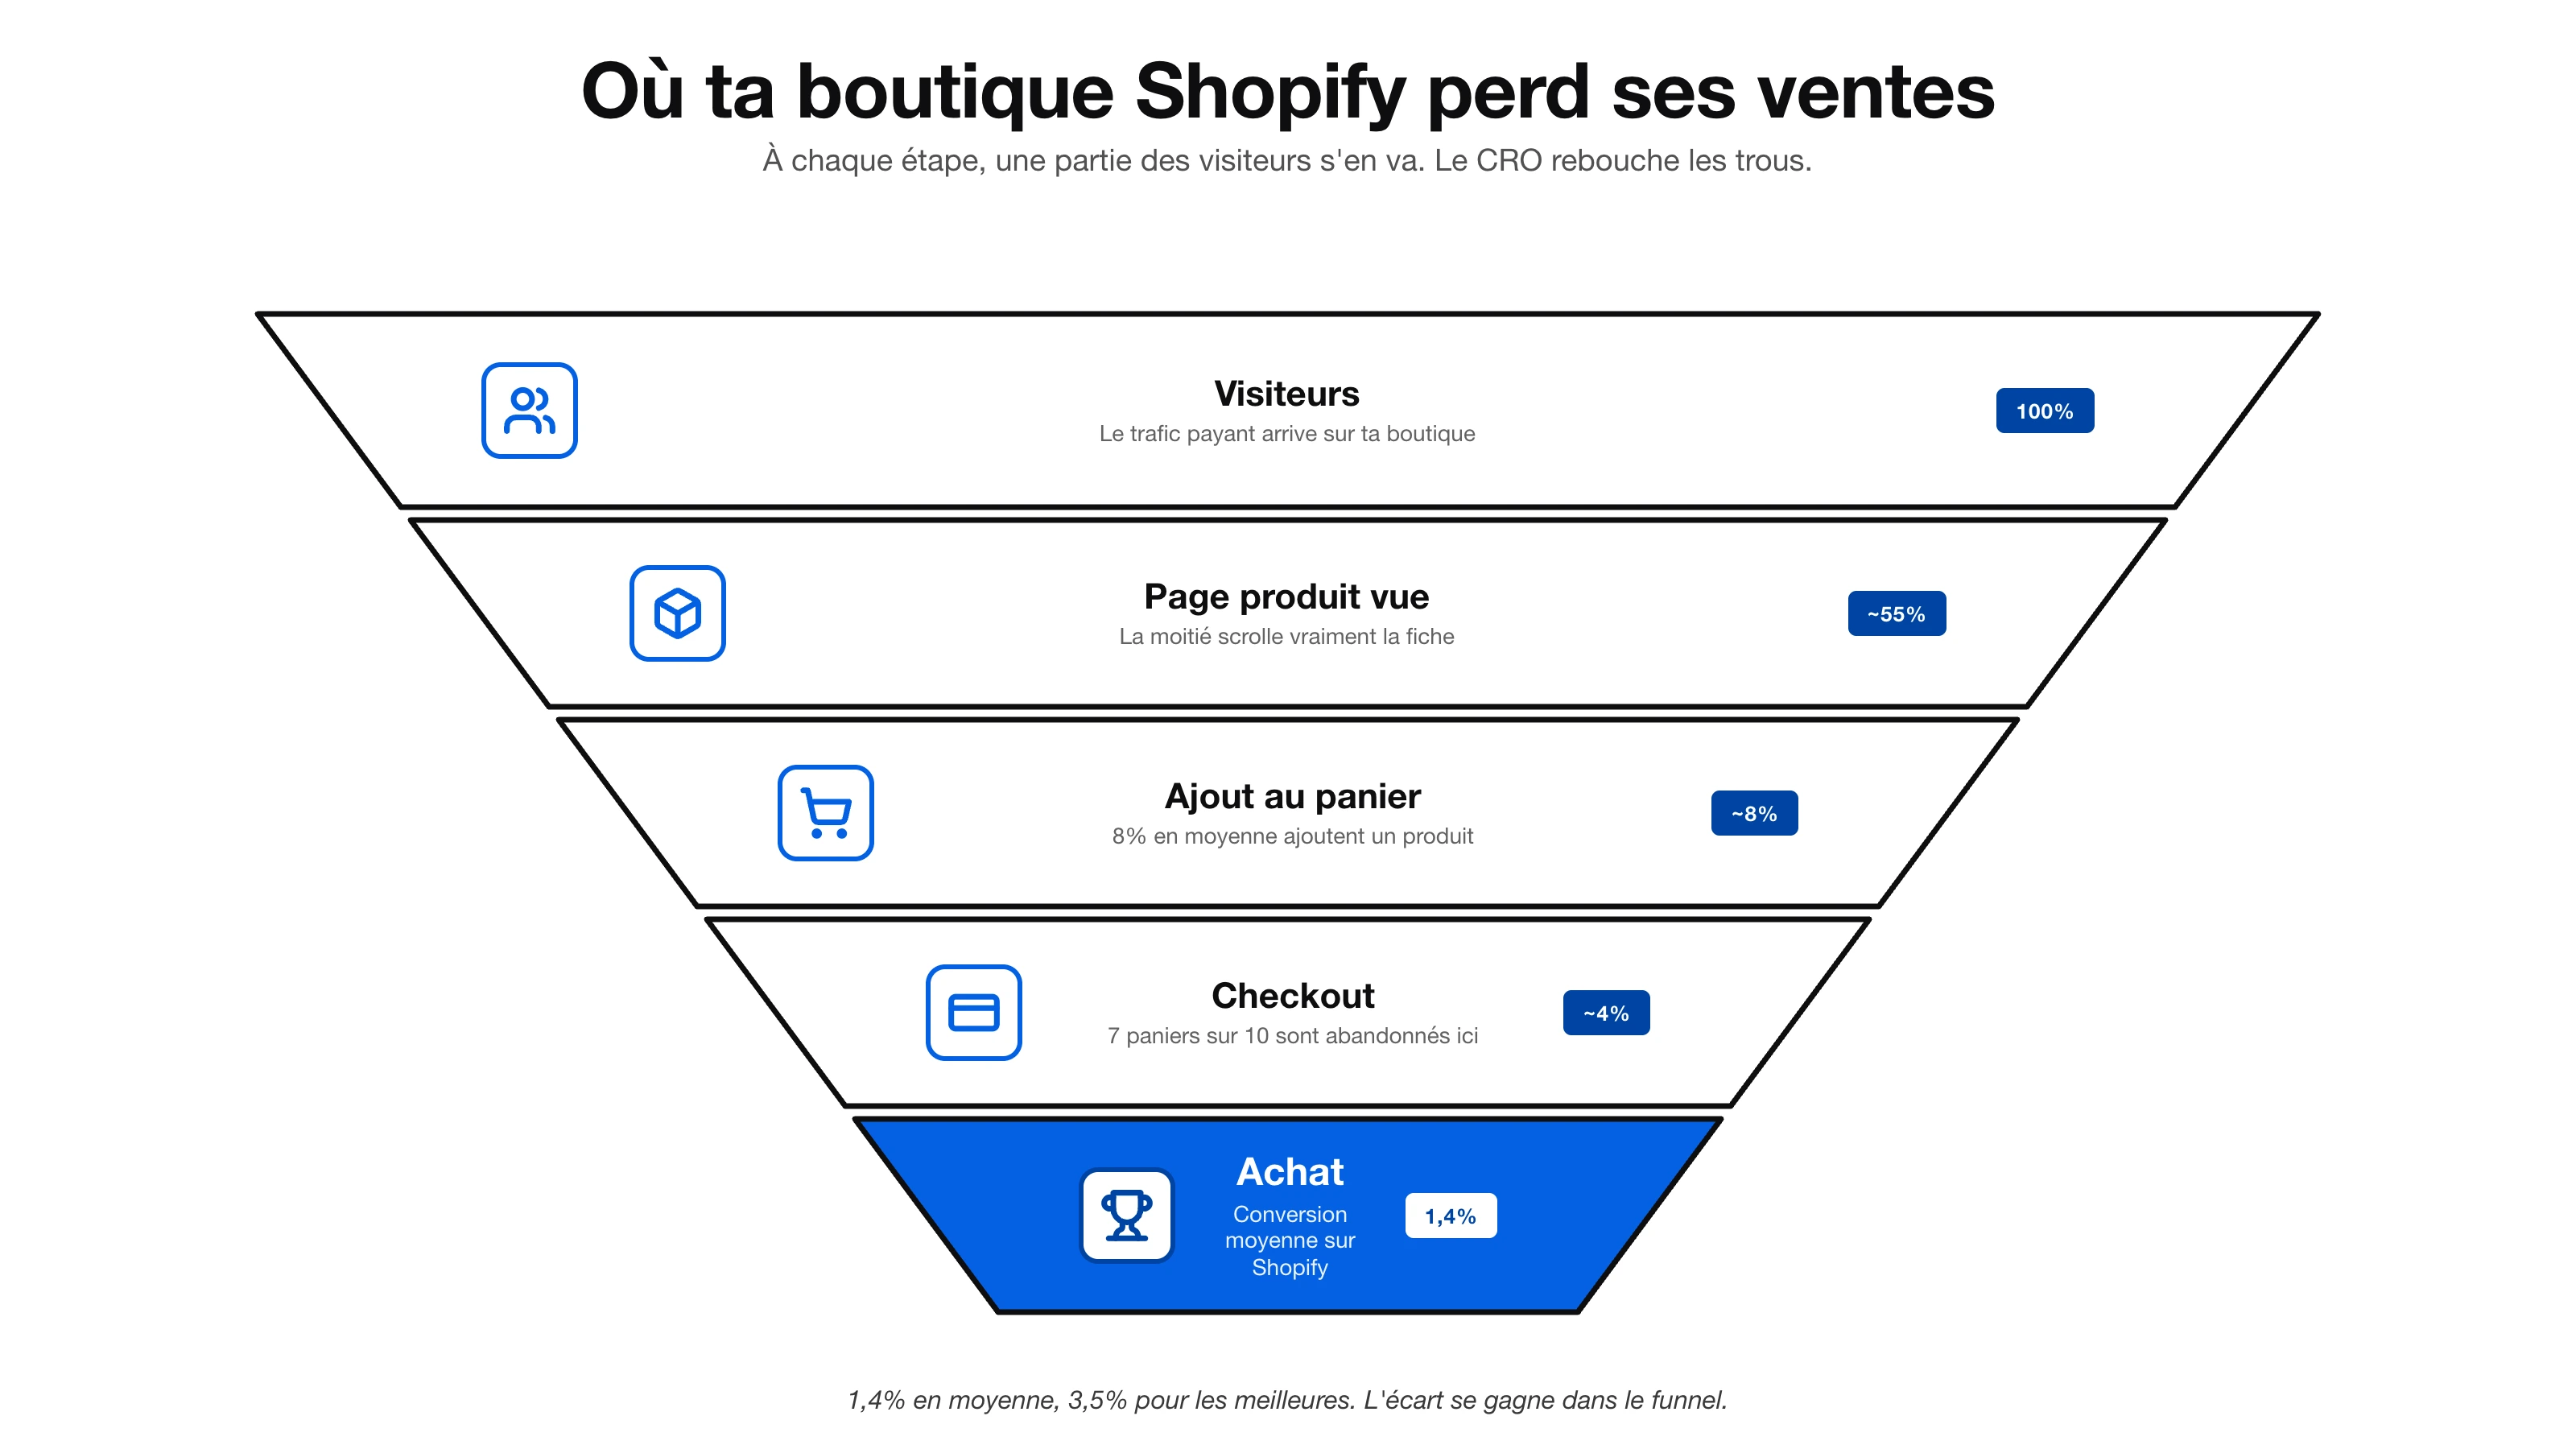 Où ta boutique Shopify perd ses ventes
À chaque étape, une partie des visiteurs s'en va. Le CRO rebouche les trous.
Visiteurs
Le trafic payant arrive sur ta boutique
100%
Page produit vue
La moitié scrolle vraiment la fiche
~55%
Ajout au panier
8% en moyenne ajoutent un produit
~8%
Checkout
7 paniers sur 10 sont abandonnés ici
~4%
Achat
Conversion
moyenne sur
Shopify
1,4%
1,4% en moyenne, 3,5% pour les meilleures. L'écart se gagne dans le funnel.